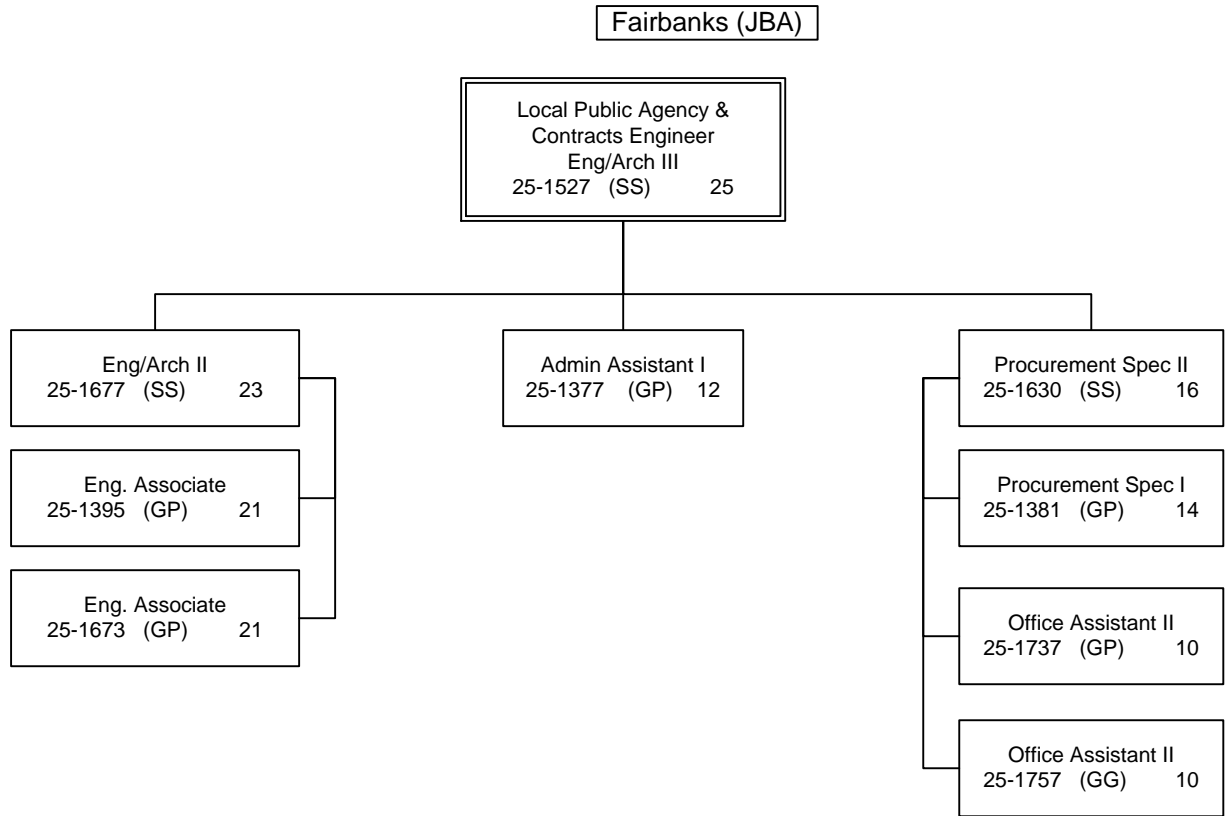 Fairbanks (JBA)
Local Public Agency &
Contracts Engineer
Eng/Arch III
25-1527 (SS) 25
Eng/Arch II
25-1677 (SS) 23
Eng. Associate
25-1395 (GP) 21
Eng. Associate
25-1673 (GP) 21
Admin Assistant I
25-1377 (GP) 12
Procurement Spec II
25-1630 (SS) 16
Procurement Spec I
25-1381 (GP) 14
Office Assistant II
25-1737 (GP) 10
Office Assistant II
25-1757 (GG) 10